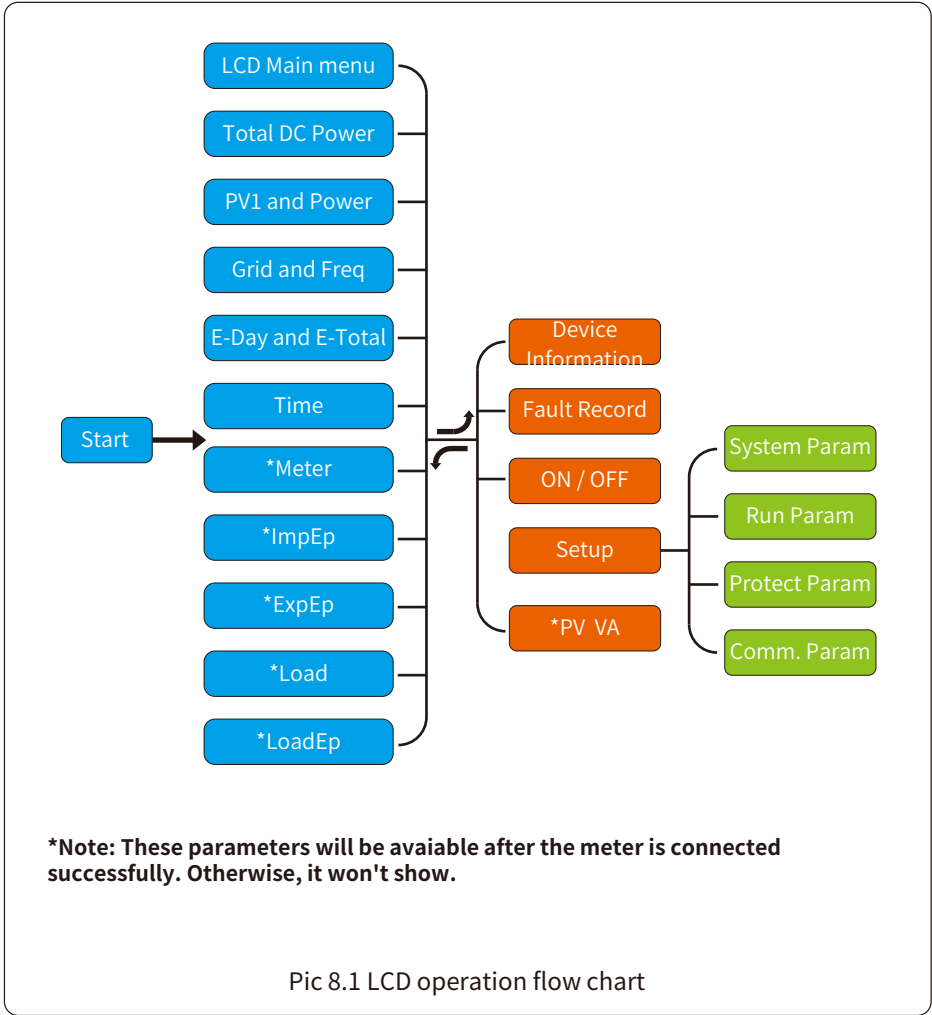 LCD Main menu
Total DC Power
PV1 and Power
Grid and Freq
E-Day and E-Total
Time
Start
*Meter
*ImpEp
*ExpEp
*Load
*LoadEp
Device
Information
Fault Record
ON / OFF
Setup
*PV VA
System Param
Run Param
Protect Param
Comm. Param
*Note: These parameters will be avaiable after the meter is connected
successfully. Otherwise, it won't show.
Pic 8.1 LCD operation flow chart